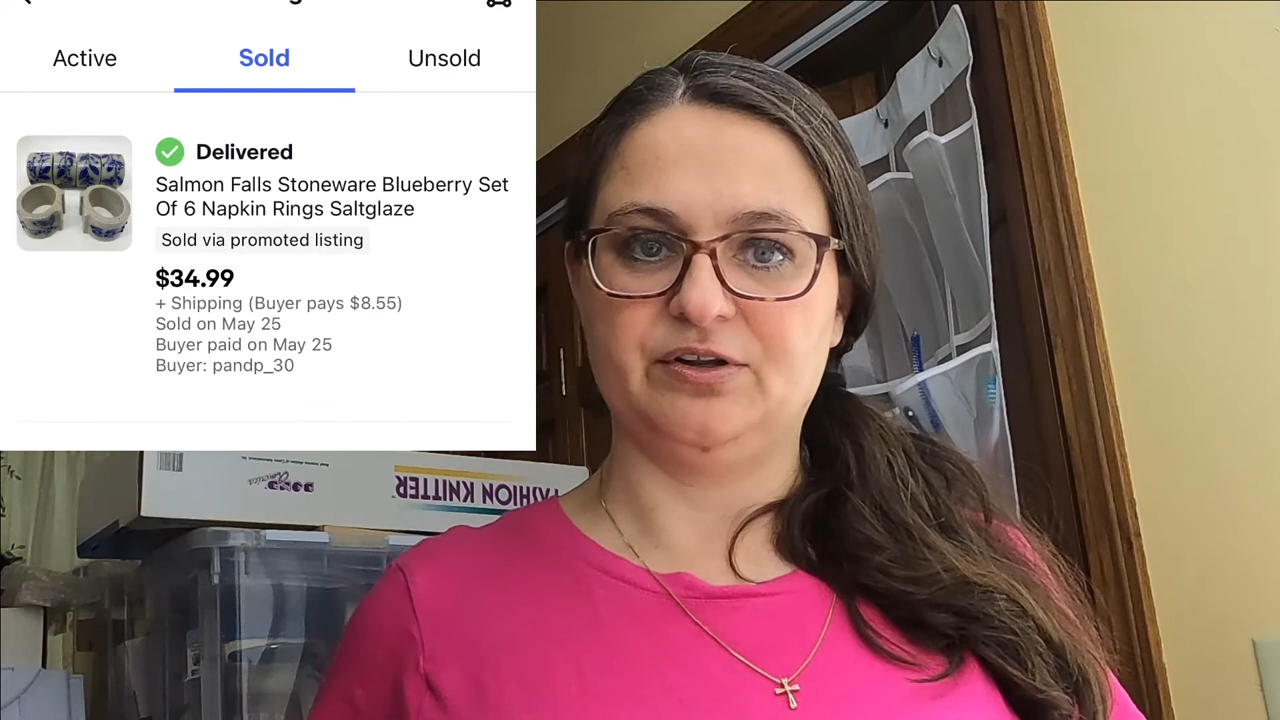 Active
Sold
Unsold
Delivered
Salmon Falls Stoneware Blueberry Set
Of 6 Napkin Rings Saltglaze
Sold via promoted listing
$34.99
+ Shipping (Buyer pays $8.55)
Sold on May 25
Buyer paid on May 25
Buyer: pandp_30
FASHION KNITTER
BOND